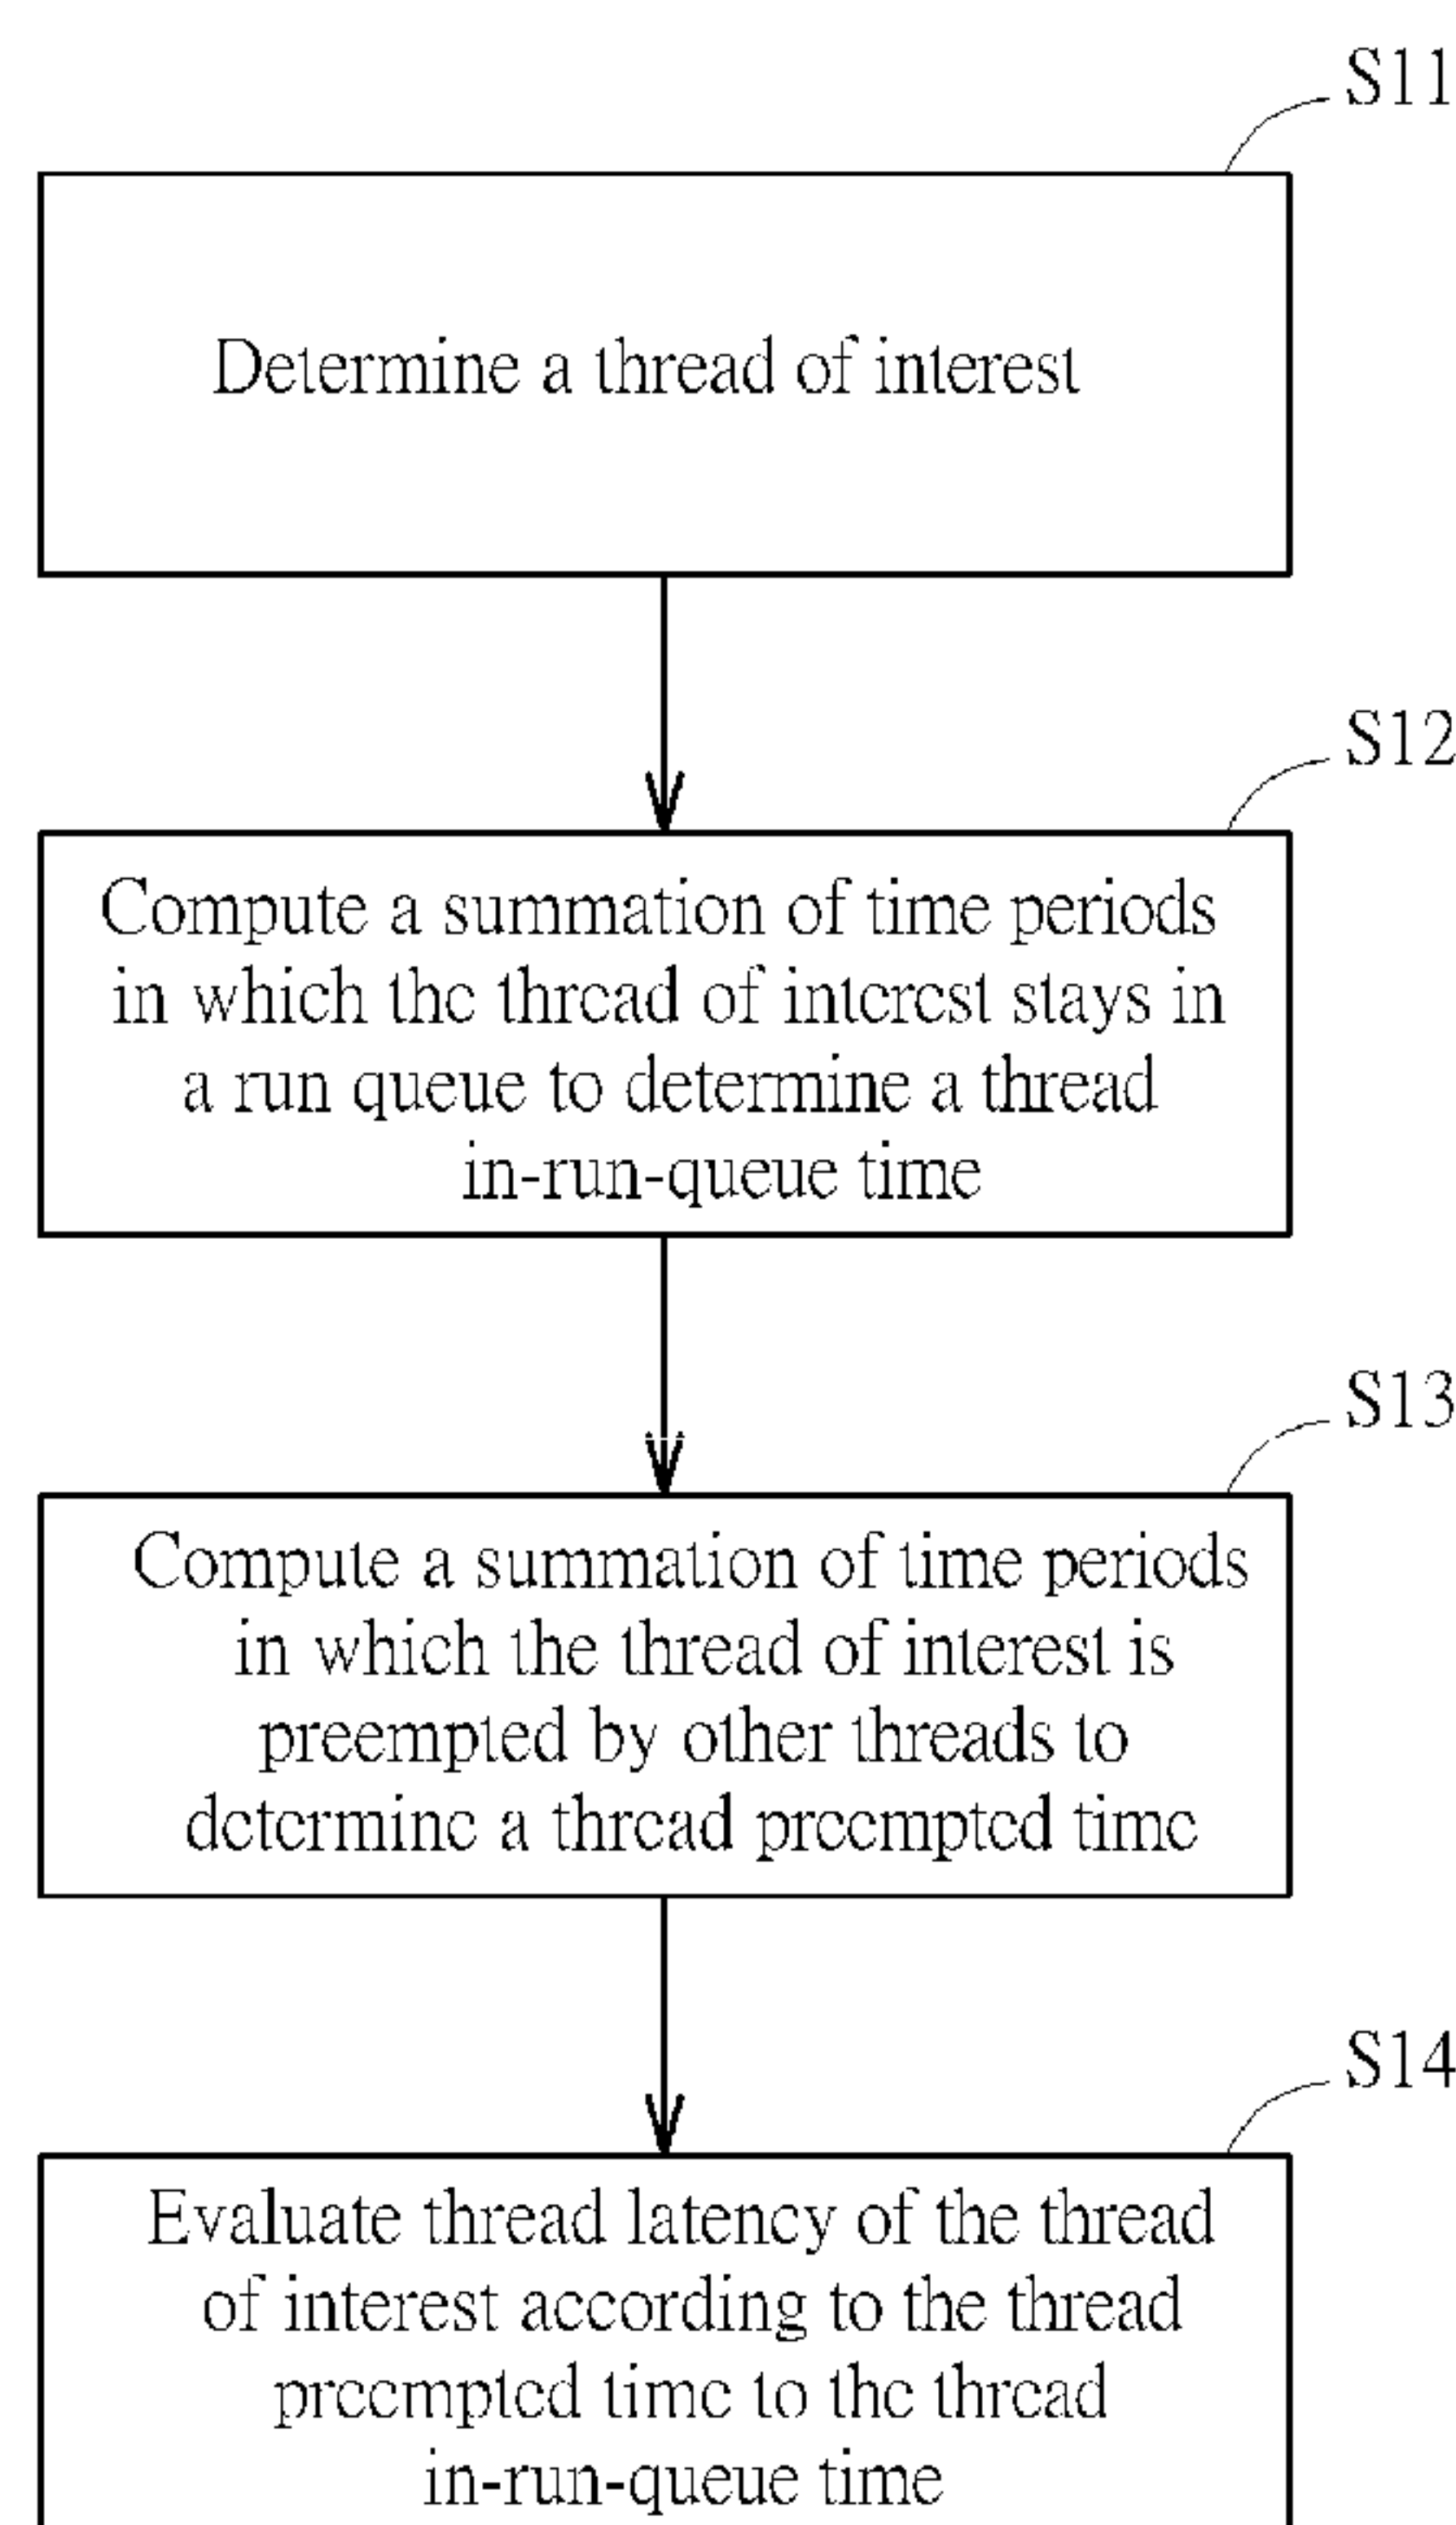 S11
Determine a thread of interest
S12
Compute a summation of time periods
in which the thread of interest stays in
a run queue to determine a thread
in-run-queue time
S13
Compute a summation of time periods
in which the thread of interest is
preempted by other threads to
determine a thread preempted time
S14
Evaluate thread latency of the thread
of interest according to the thread
preempted time to the thread
in-run-queue time